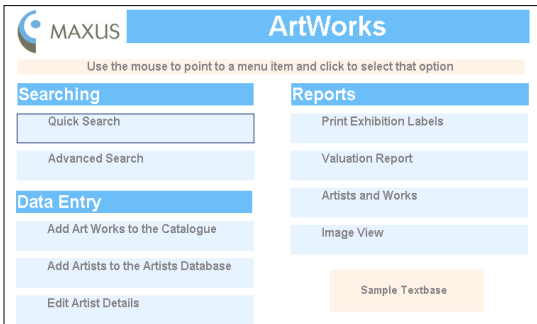 MAXUS
ArtWorks
Use the mouse to point to a menu item and click to select that option
Searching
Quick Search
Advanced Search
Data Entry
Add Art Works to the Catalogue
Add Artists to the Artists Database
Edit Artist Details
Reports
Print Exhibition Labels
Valuation Report
Artists and Works
Image View
Sample Textbase